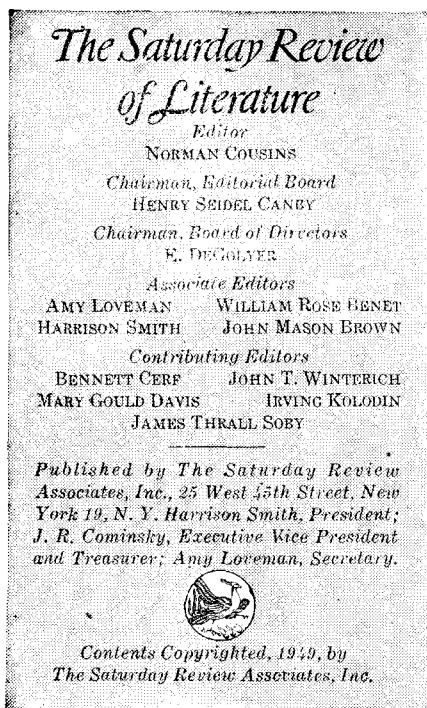 The Saturday Review
of Literature
Editor
NORMAN COUSINS
Chairman, Editorial Board
HENRY SEIDEL CANBY
Chairman, Board of Directors
E. DEGOLYER
Associate Editors
AMY LOVEMAN WILLIAM ROSE BENET
HARRISON SMITH JOHN MASON BROWN
Contributing Editors
BENNETT CERF JOHN T. WINTERICH
MARY GOULD DAVIS IRVING KOLODIN
JAMES THRALL SOBY
Published by The Saturday Review
Associates, Inc., 25 West 45th Street, New
York 19, N. Y. Harrison Smith, President;
J. R. Cominsky, Executive Vice President
and Treasurer; Amy Loveman, Secretary.
Contents Copyrighted, 1949, by
The Saturday Review Associates, Inc.